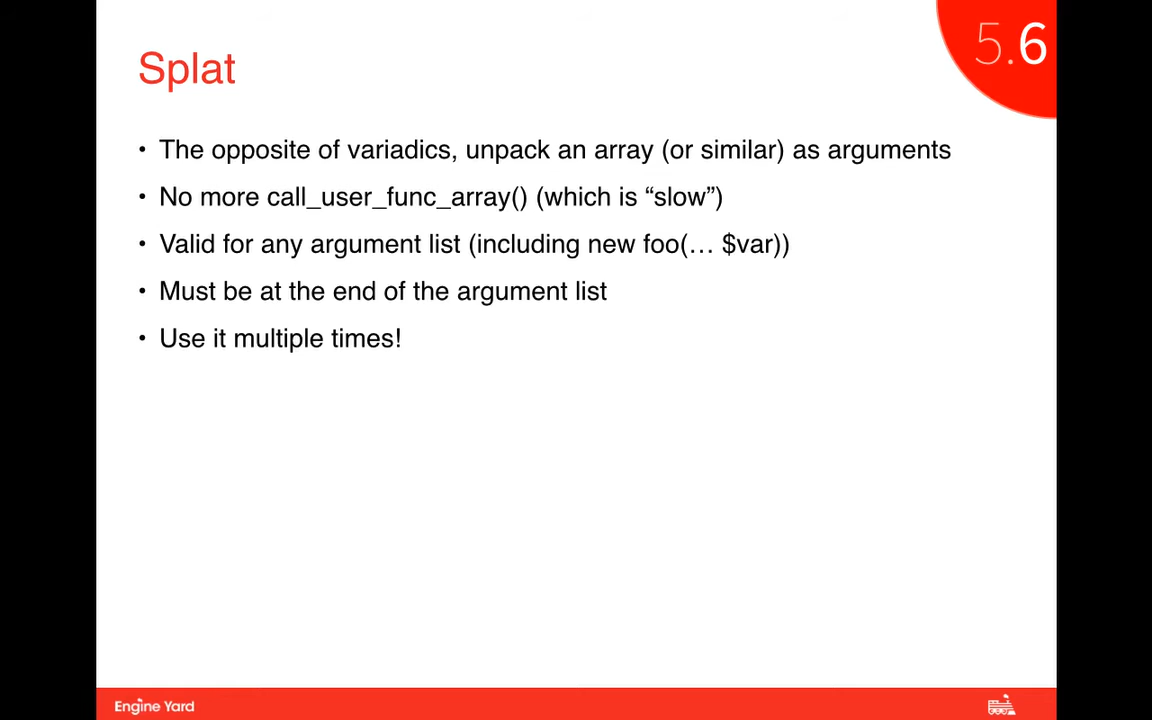 5.6
Splat
• The opposite of variadics, unpack an array (or similar) as arguments
• No more call_user_func_array() (which is “slow”)
• Valid for any argument list (including new foo(… $var))
• Must be at the end of the argument list
• Use it multiple times!
Engine Yard